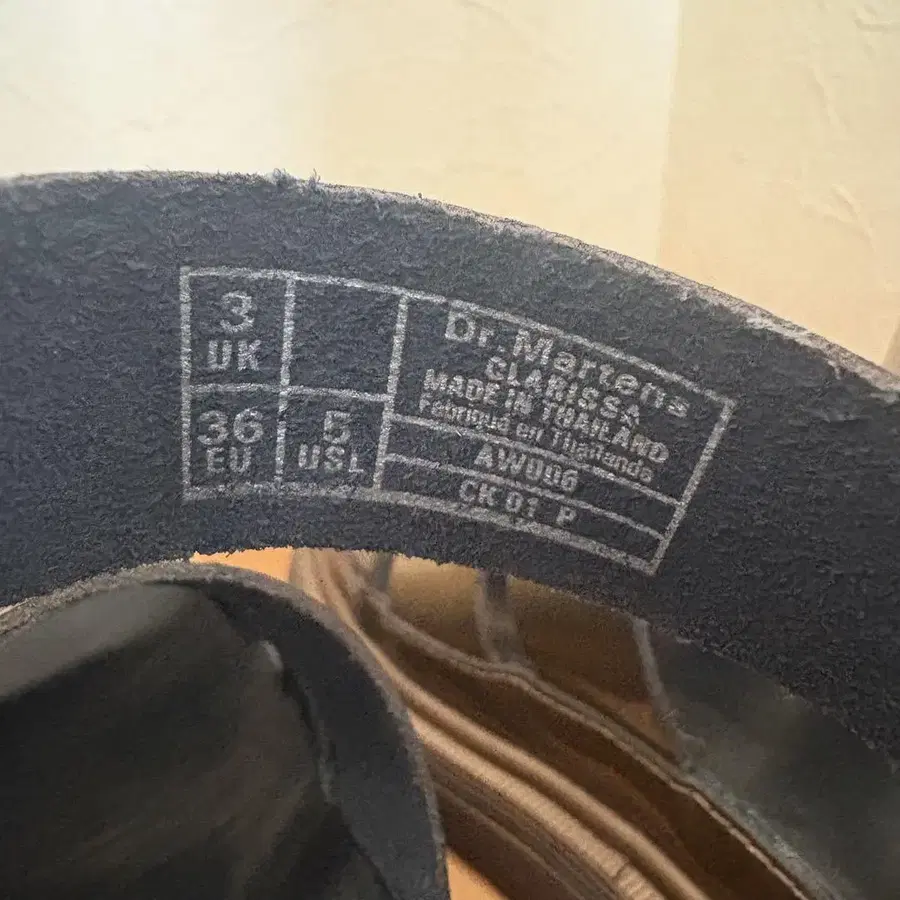 3
UK
36
EU
5
USL
Dr. Martens
CLARISSA
MADE IN THAILAND
Fabriqué en Thaïlande
AW006
CK 01 P